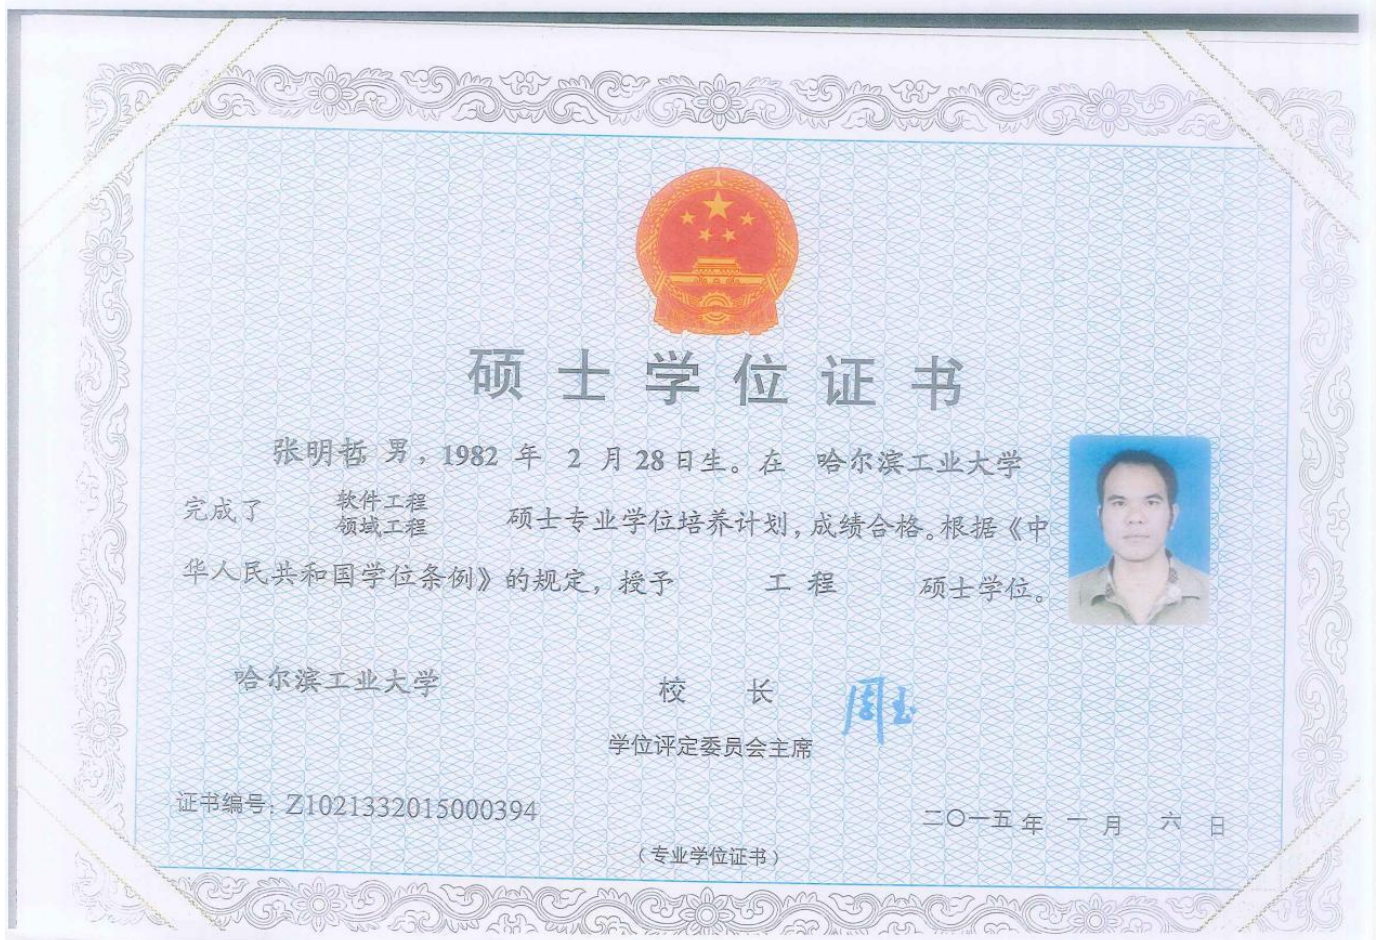 硕士学位证书
张明哲 男，1982 年 2 月 28 日生。在 哈尔滨工业大学
完成了 软件工程 硕士专业学位培养计划，成绩合格。根据《中
领域工程
华人民共和国学位条例》的规定，授予 工程 硕士学位。
哈尔滨工业大学
校长 周玉
学位评定委员会主席
证书编号：Z1021332015000394
二〇一五年 一月 六日
（专业学位证书）